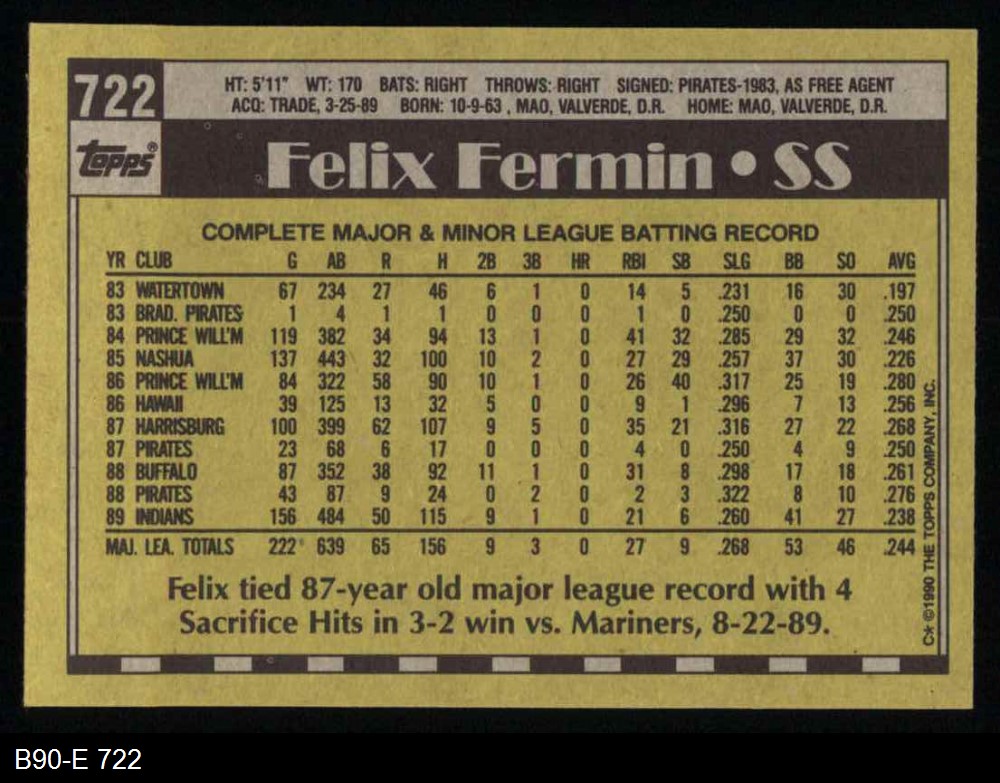 722
HT: 5'11" WT: 170 BATS: RIGHT THROWS: RIGHT SIGNED: PIRATES-1983, AS FREE AGENT
ACQ: TRADE, 3-25-89 BORN: 10-9-63 , MAO, VALVERDE, D.R. HOME: MAO, VALVERDE, D.R.
topps®
Felix Fermin • SS
COMPLETE MAJOR & MINOR LEAGUE BATTING RECORD
YR CLUB G AB R H 2B 3B HR RBI SB SLG BB SO AVG
83 WATERTOWN 67 234 27 46 6 1 0 14 5 .231 16 30 .197
83 BRAD. PIRATES 1 4 1 1 0 0 0 1 0 .250 0 0 .250
84 PRINCE WILL'M 119 382 34 94 13 1 0 41 32 .285 29 32 .246
85 NASHUA 137 443 32 100 10 2 0 27 29 .257 37 30 .226
86 PRINCE WILL'M 84 322 58 90 10 1 0 26 40 .317 25 19 .280
86 HAWAII 39 125 13 32 5 0 0 9 1 .296 7 13 .256
87 HARRISBURG 100 399 62 107 9 5 0 35 21 .316 27 22 .268
87 PIRATES 23 68 6 17 0 0 0 4 0 .250 4 9 .250
88 BUFFALO 87 352 38 92 11 1 0 31 8 .298 17 18 .261
88 PIRATES 43 87 9 24 0 2 0 2 3 .322 8 10 .276
89 INDIANS 156 484 50 115 9 1 0 21 6 .260 41 27 .238
MAJ. LEA. TOTALS 222 639 65 156 9 3 0 27 9 .268 53 46 .244
Felix tied 87-year old major league record with 4
Sacrifice Hits in 3-2 win vs. Mariners, 8-22-89.
C* ©1990 THE TOPPS COMPANY, INC.
B90-E 722